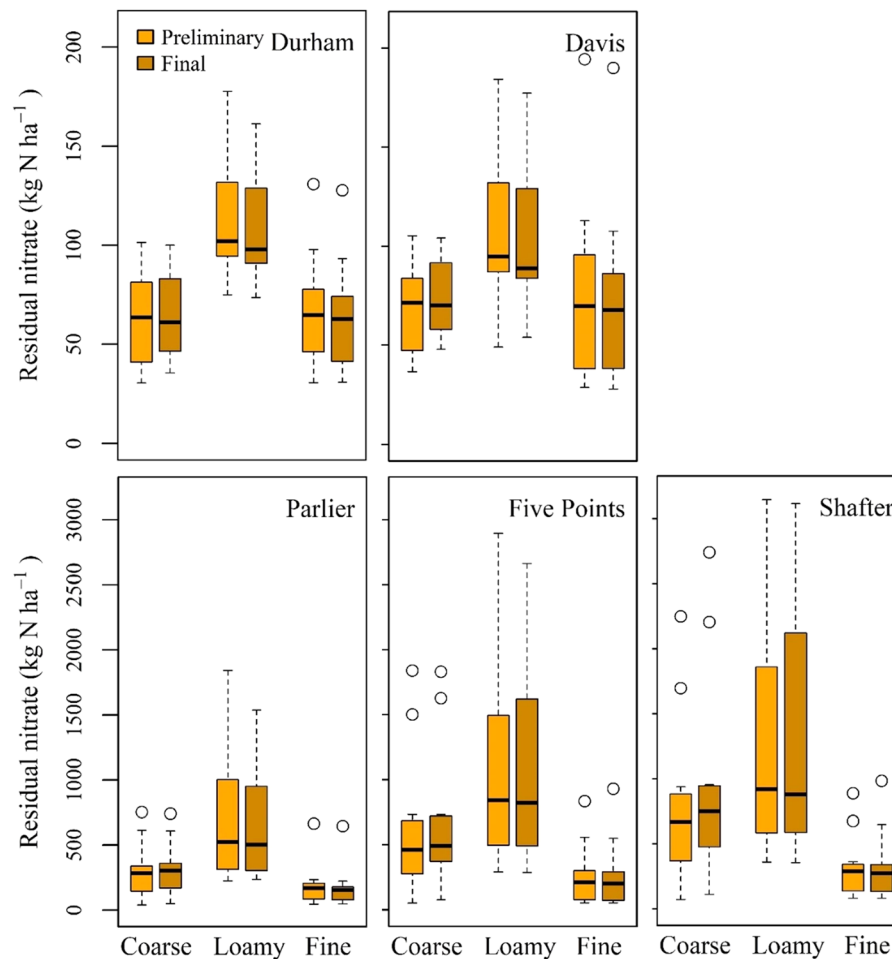 Preliminary
Final
Durham
Davis
Residual nitrate (kg N ha⁻¹ )
200
150
100
50
0
Parlier
Five Points
Shafter
Residual nitrate (kg N ha⁻¹ )
3000
2500
2000
1500
1000
500
0
Coarse Loamy Fine
Coarse Loamy Fine
Coarse Loamy Fine